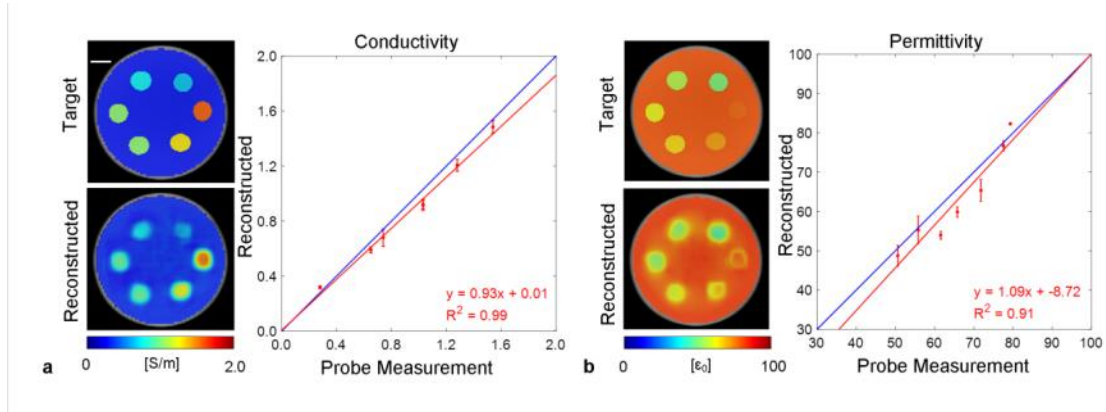 Conductivity
Target
Reconstructed
Reconstructed
2.0
1.6
1.2
0.8
0.4
0.0
0.0 0.4 0.8 1.2 1.6 2.0
y = 0.93x + 0.01
R² = 0.99
0 [S/m] 2.0
Probe Measurement
a
Permittivity
Target
Reconstructed
Reconstructed
100
90
80
70
60
50
40
30
30 40 50 60 70 80 90 100
y = 1.09x + -8.72
R² = 0.91
0 [ε₀] 100
Probe Measurement
b